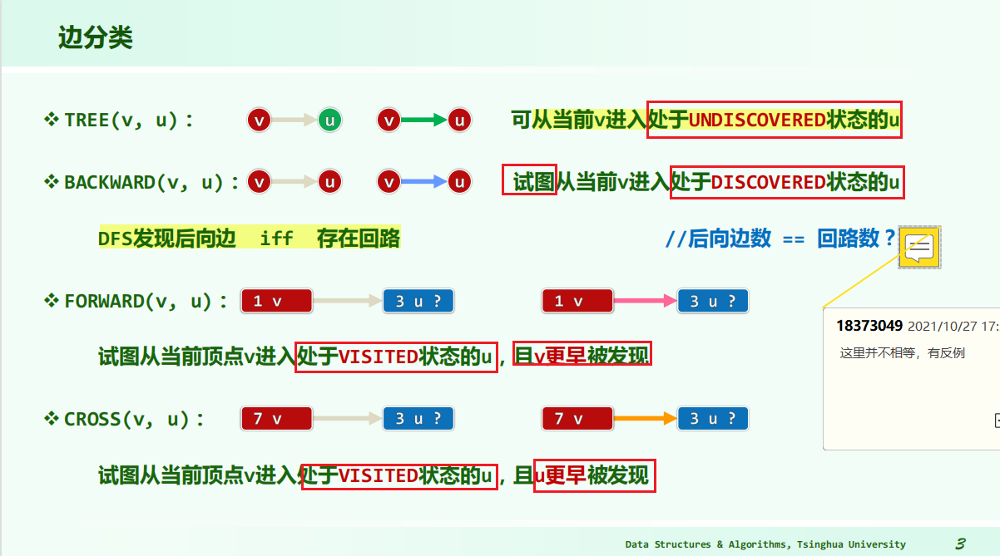 边分类
❖ TREE(v, u)： v u v u 可从当前v进入处于UNDISCOVERED状态的u
❖ BACKWARD(v, u)： v u v u 试图从当前v进入处于DISCOVERED状态的u
DFS发现后向边 iff 存在回路 //后向边数 == 回路数？
❖ FORWARD(v, u)： 1 v 3 u ? 1 v 3 u ?
18373049 2021/10/27 17:
这里并不相等，有反例
试图从当前顶点v进入处于VISITED状态的u，且v更早被发现
❖ CROSS(v, u)： 7 v 3 u ? 7 v 3 u ?
试图从当前顶点v进入处于VISITED状态的u，且u更早被发现
Data Structures & Algorithms, Tsinghua University 3